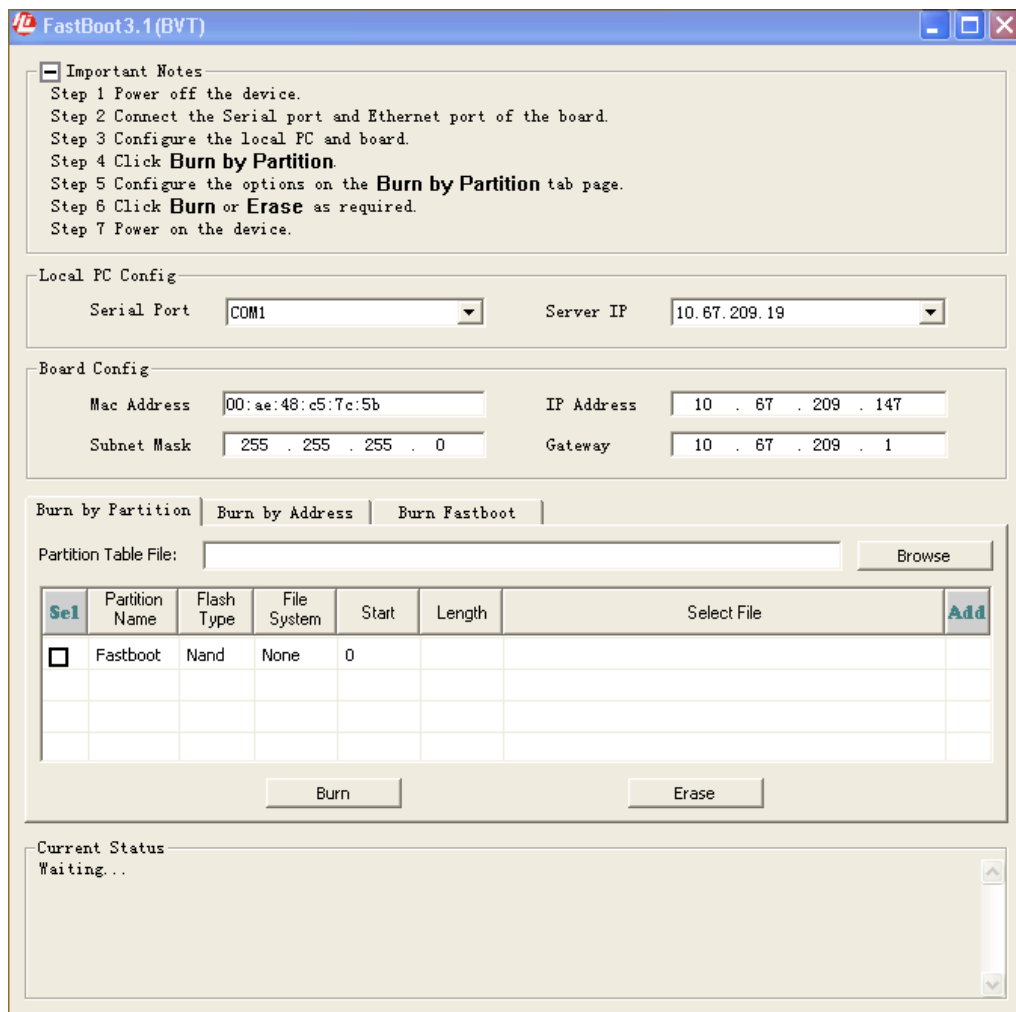 FastBoot3.1(BVT)
Important Notes
Step 1 Power off the device.
Step 2 Connect the Serial port and Ethernet port of the board.
Step 3 Configure the local PC and board.
Step 4 Click Burn by Partition.
Step 5 Configure the options on the Burn by Partition tab page.
Step 6 Click Burn or Erase as required.
Step 7 Power on the device.
Local PC Config
Serial Port COM1 Server IP 10.67.209.19
Board Config
Mac Address 00:ae:48:c5:7c:5b IP Address 10 . 67 . 209 . 147
Subnet Mask 255 . 255 . 255 . 0 Gateway 10 . 67 . 209 . 1
Burn by Partition Burn by Address Burn Fastboot
Partition Table File: Browse
Sel Partition Name Flash Type File System Start Length Select File Add
Fastboot Nand None 0
Burn Erase
Current Status
Waiting...